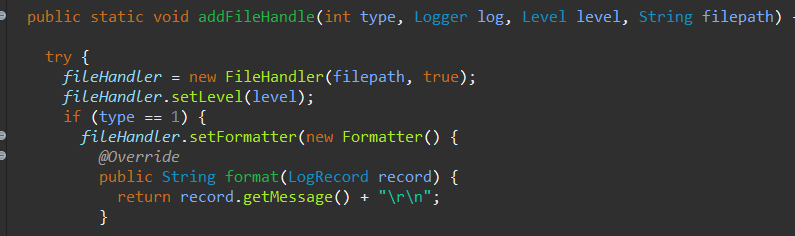 public static void addFileHandle(int type, Logger log, Level level, String filepath) {
try {
fileHandler = new FileHandler(filepath, true);
fileHandler.setLevel(level);
if (type == 1) {
fileHandler.setFormatter(new Formatter() {
@Override
public String format(LogRecord record) {
return record.getMessage() + "\r\n";
}